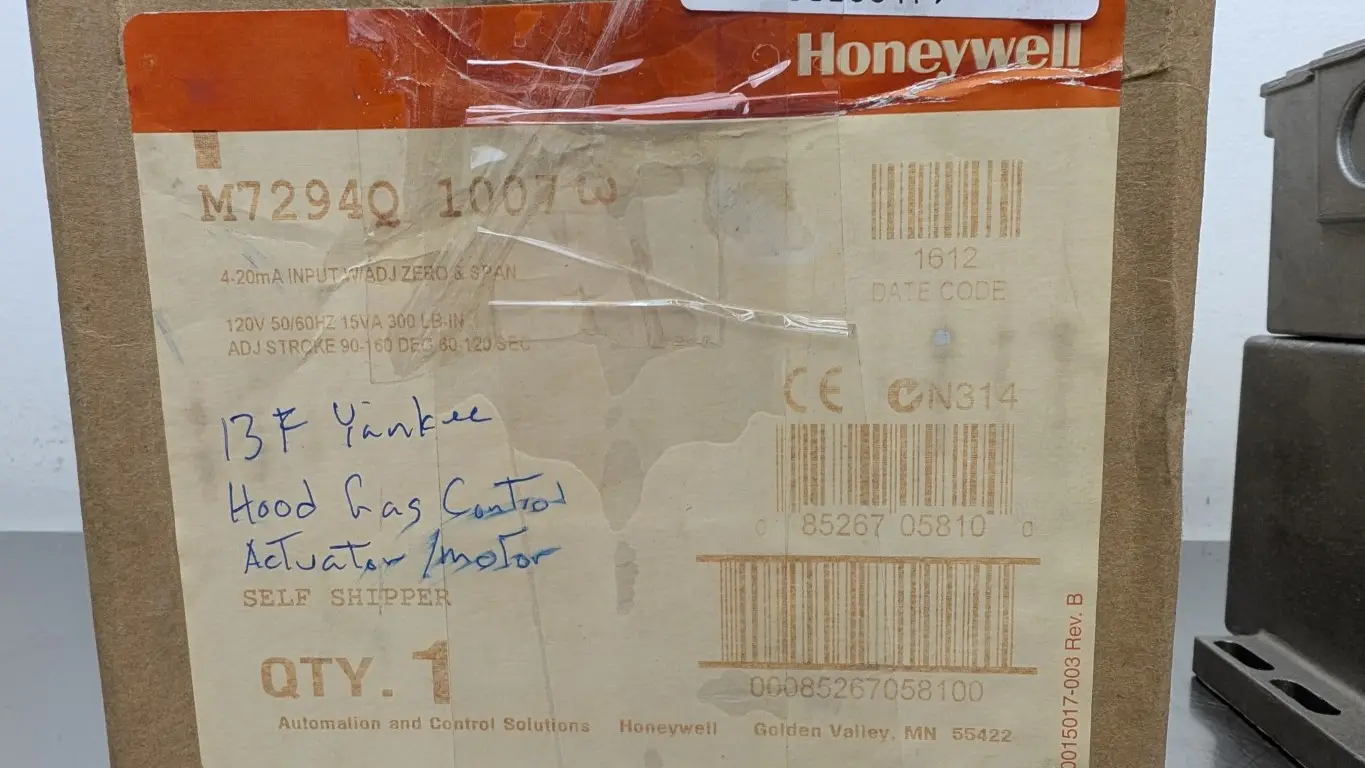 Honeywell
M7294Q 1007
4-20mA INPUT W/ADJ ZERO & SPAN
120V 50/60HZ 15VA 300 LB-IN
ADJ STROKE 90-160 DEG 60-120 SEC
1612
DATE CODE
CE N314
13F Yankee
Hood Gas Control
Actuator/motor
0 85267 05810 0
SELF SHIPPER
QTY. 1
00085267058100
Automation and Control Solutions Honeywell Golden Valley, MN 55422
0015017-003 Rev. B